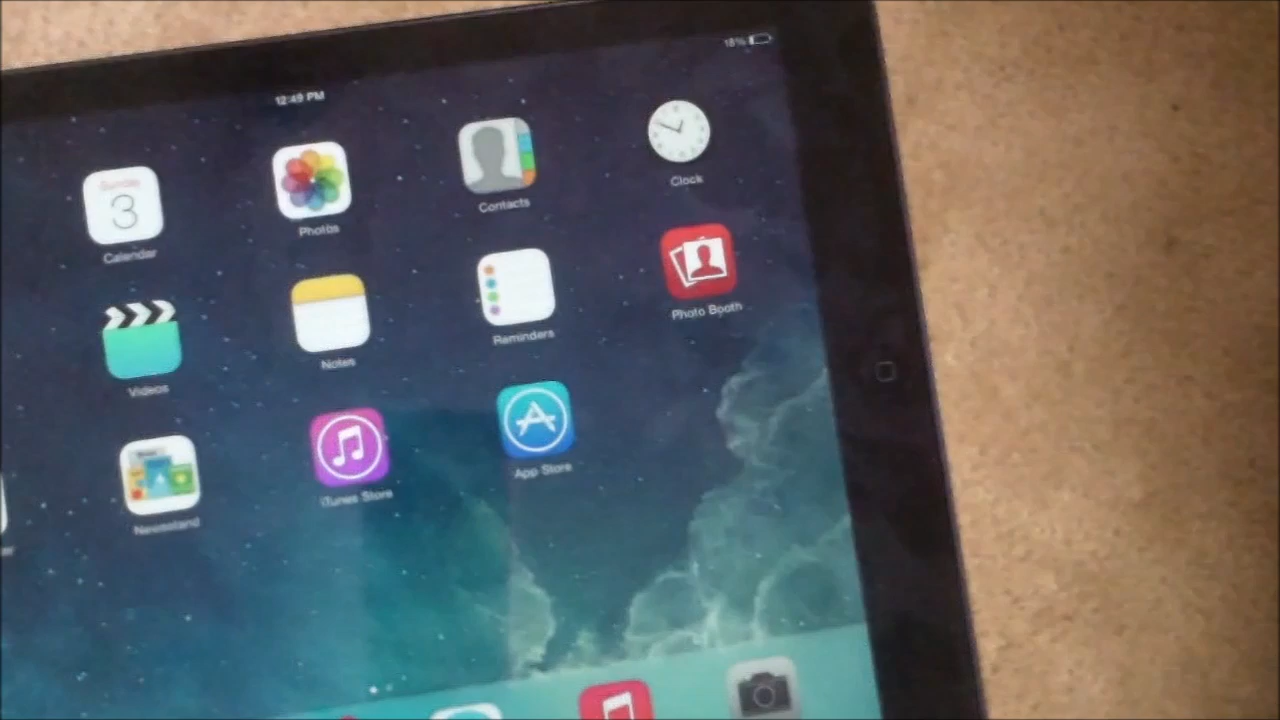 18%
12:49 PM
Sunday
3
Calendar
Photos
Contacts
Clock
Videos
Notes
Reminders
Photo Booth
Newsstand
iTunes Store
App Store